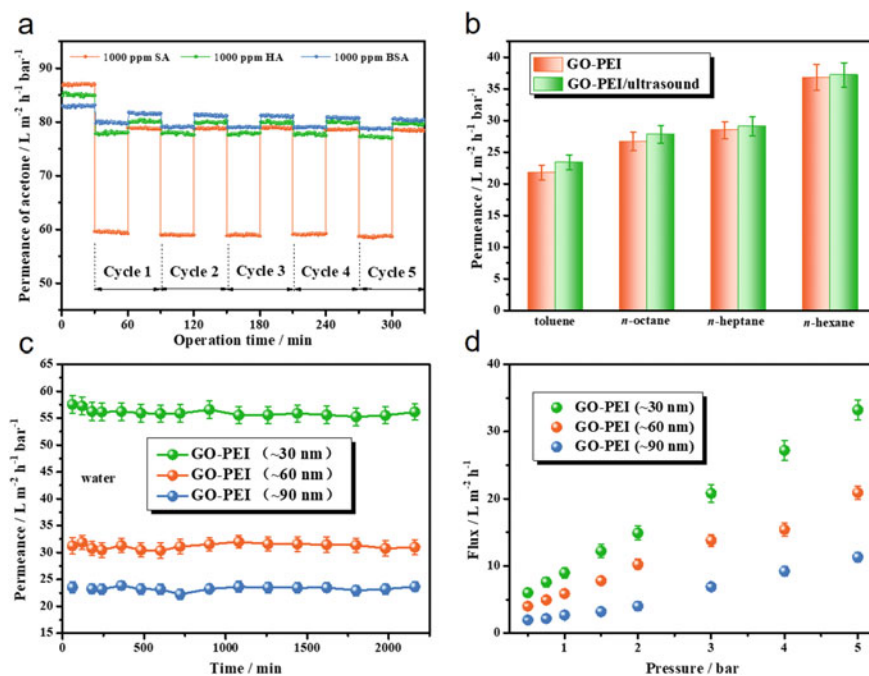 a
1000 ppm SA 1000 ppm HA 1000 ppm BSA
Permeance of acetone / L m⁻² h⁻¹ bar⁻¹
90
80
70
60
50
Cycle 1 Cycle 2 Cycle 3 Cycle 4 Cycle 5
0 60 120 180 240 300
Operation time / min
b
GO-PEI
GO-PEI/ultrasound
Permeance / L m⁻² h⁻¹ bar⁻¹
40
35
30
25
20
15
10
5
0
toluene n-octane n-heptane n-hexane
c
Permeance / L m⁻² h⁻¹ bar⁻¹
65
60
55
50
45
40
35
30
25
20
15
water
GO-PEI (~30 nm)
GO-PEI (~60 nm)
GO-PEI (~90 nm)
0 500 1000 1500 2000
Time / min
d
Flux / L m⁻² h⁻¹
40
30
20
10
0
GO-PEI (~30 nm)
GO-PEI (~60 nm)
GO-PEI (~90 nm)
1 2 3 4 5
Pressure / bar